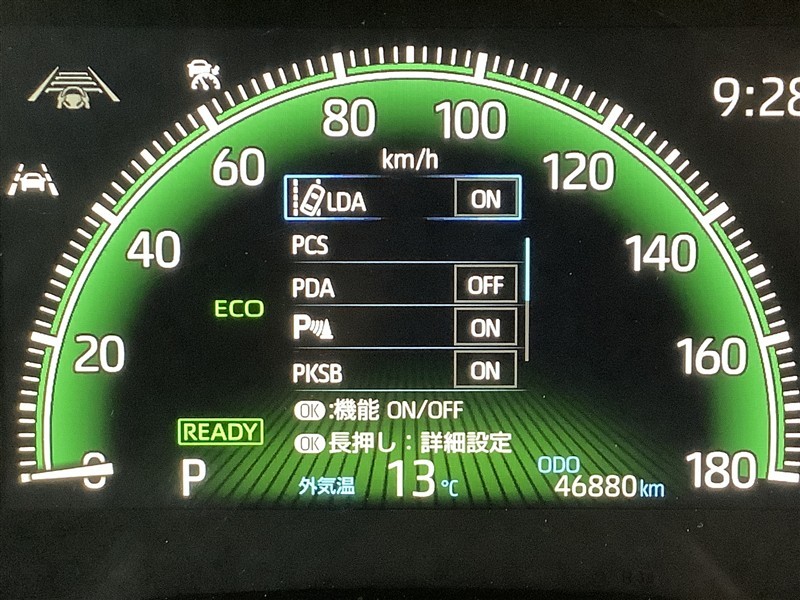 9:28
80 100
km/h
60 120
LDA ON
PCS
40 140
PDA OFF
ECO
P ON
20 160
PKSB ON
OK:機能 ON/OFF
READY
OK長押し：詳細設定
0 P 外気温 13℃ ODO 46880km 180